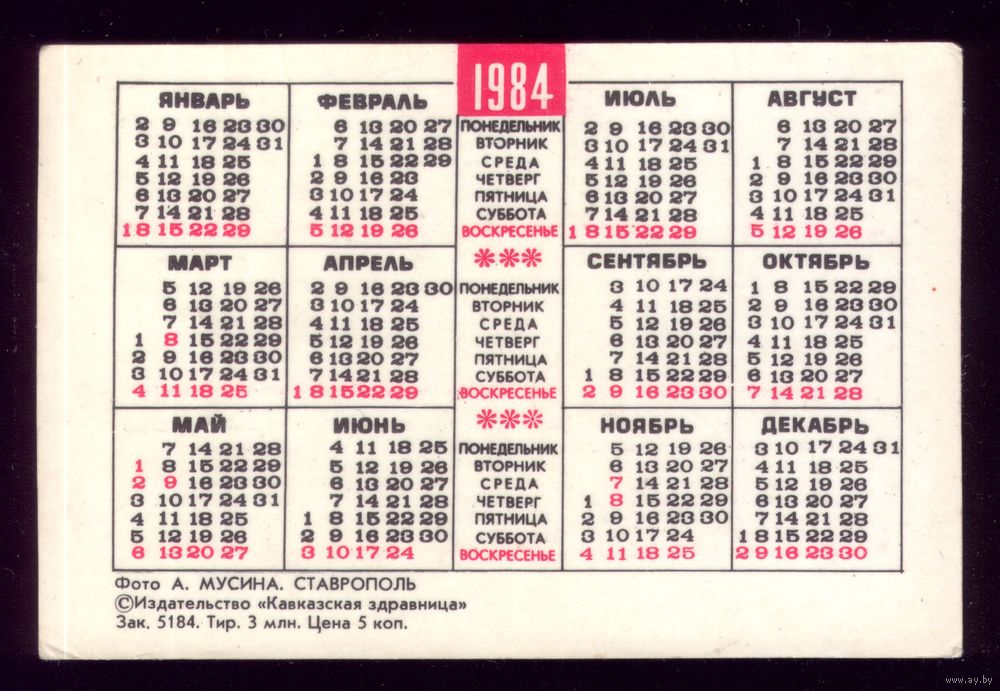 1984
ЯНВАРЬ
2 9 16 23 30
3 10 17 24 31
4 11 18 25
5 12 19 26
6 13 20 27
7 14 21 28
1 8 15 22 29
ФЕВРАЛЬ
6 13 20 27
7 14 21 28
1 8 15 22 29
2 9 16 23
3 10 17 24
4 11 18 25
5 12 19 26
ПОНЕДЕЛЬНИК
ВТОРНИК
СРЕДА
ЧЕТВЕРГ
ПЯТНИЦА
СУББОТА
ВОСКРЕСЕНЬЕ
ИЮЛЬ
2 9 16 23 30
3 10 17 24 31
4 11 18 25
5 12 19 26
6 13 20 27
7 14 21 28
1 8 15 22 29
АВГУСТ
6 13 20 27
7 14 21 28
1 8 15 22 29
2 9 16 23 30
3 10 17 24 31
4 11 18 25
5 12 19 26
МАРТ
5 12 19 26
6 13 20 27
7 14 21 28
1 8 15 22 29
2 9 16 23 30
3 10 17 24 31
4 11 18 25
АПРЕЛЬ
2 9 16 23 30
3 10 17 24
4 11 18 25
5 12 19 26
6 13 20 27
7 14 21 28
1 8 15 22 29
ПОНЕДЕЛЬНИК
ВТОРНИК
СРЕДА
ЧЕТВЕРГ
ПЯТНИЦА
СУББОТА
ВОСКРЕСЕНЬЕ
СЕНТЯБРЬ
3 10 17 24
4 11 18 25
5 12 19 26
6 13 20 27
7 14 21 28
1 8 15 22 29
2 9 16 23 30
ОКТЯБРЬ
1 8 15 22 29
2 9 16 23 30
3 10 17 24 31
4 11 18 25
5 12 19 26
6 13 20 27
7 14 21 28
МАЙ
7 14 21 28
1 8 15 22 29
2 9 16 23 30
3 10 17 24 31
4 11 18 25
5 12 19 26
6 13 20 27
ИЮНЬ
4 11 18 25
5 12 19 26
6 13 20 27
7 14 21 28
1 8 15 22 29
2 9 16 23 30
3 10 17 24
ПОНЕДЕЛЬНИК
ВТОРНИК
СРЕДА
ЧЕТВЕРГ
ПЯТНИЦА
СУББОТА
ВОСКРЕСЕНЬЕ
НОЯБРЬ
5 12 19 26
6 13 20 27
7 14 21 28
1 8 15 22 29
2 9 16 23 30
3 10 17 24
4 11 18 25
ДЕКАБРЬ
3 10 17 24 31
4 11 18 25
5 12 19 26
6 13 20 27
7 14 21 28
1 8 15 22 29
2 9 16 23 30
Фото А. МУСИНА. СТАВРОПОЛЬ
©Издательство «Кавказская здравница»
Зак. 5184. Тир. 3 млн. Цена 5 коп.
www.ay.by